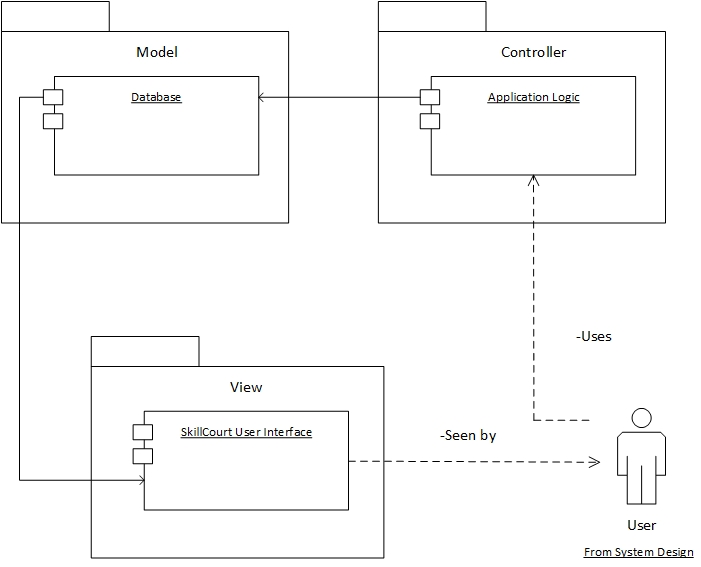 Model
Controller
Database
Application Logic
-Uses
View
SkillCourt User Interface
-Seen by
User
From System Design